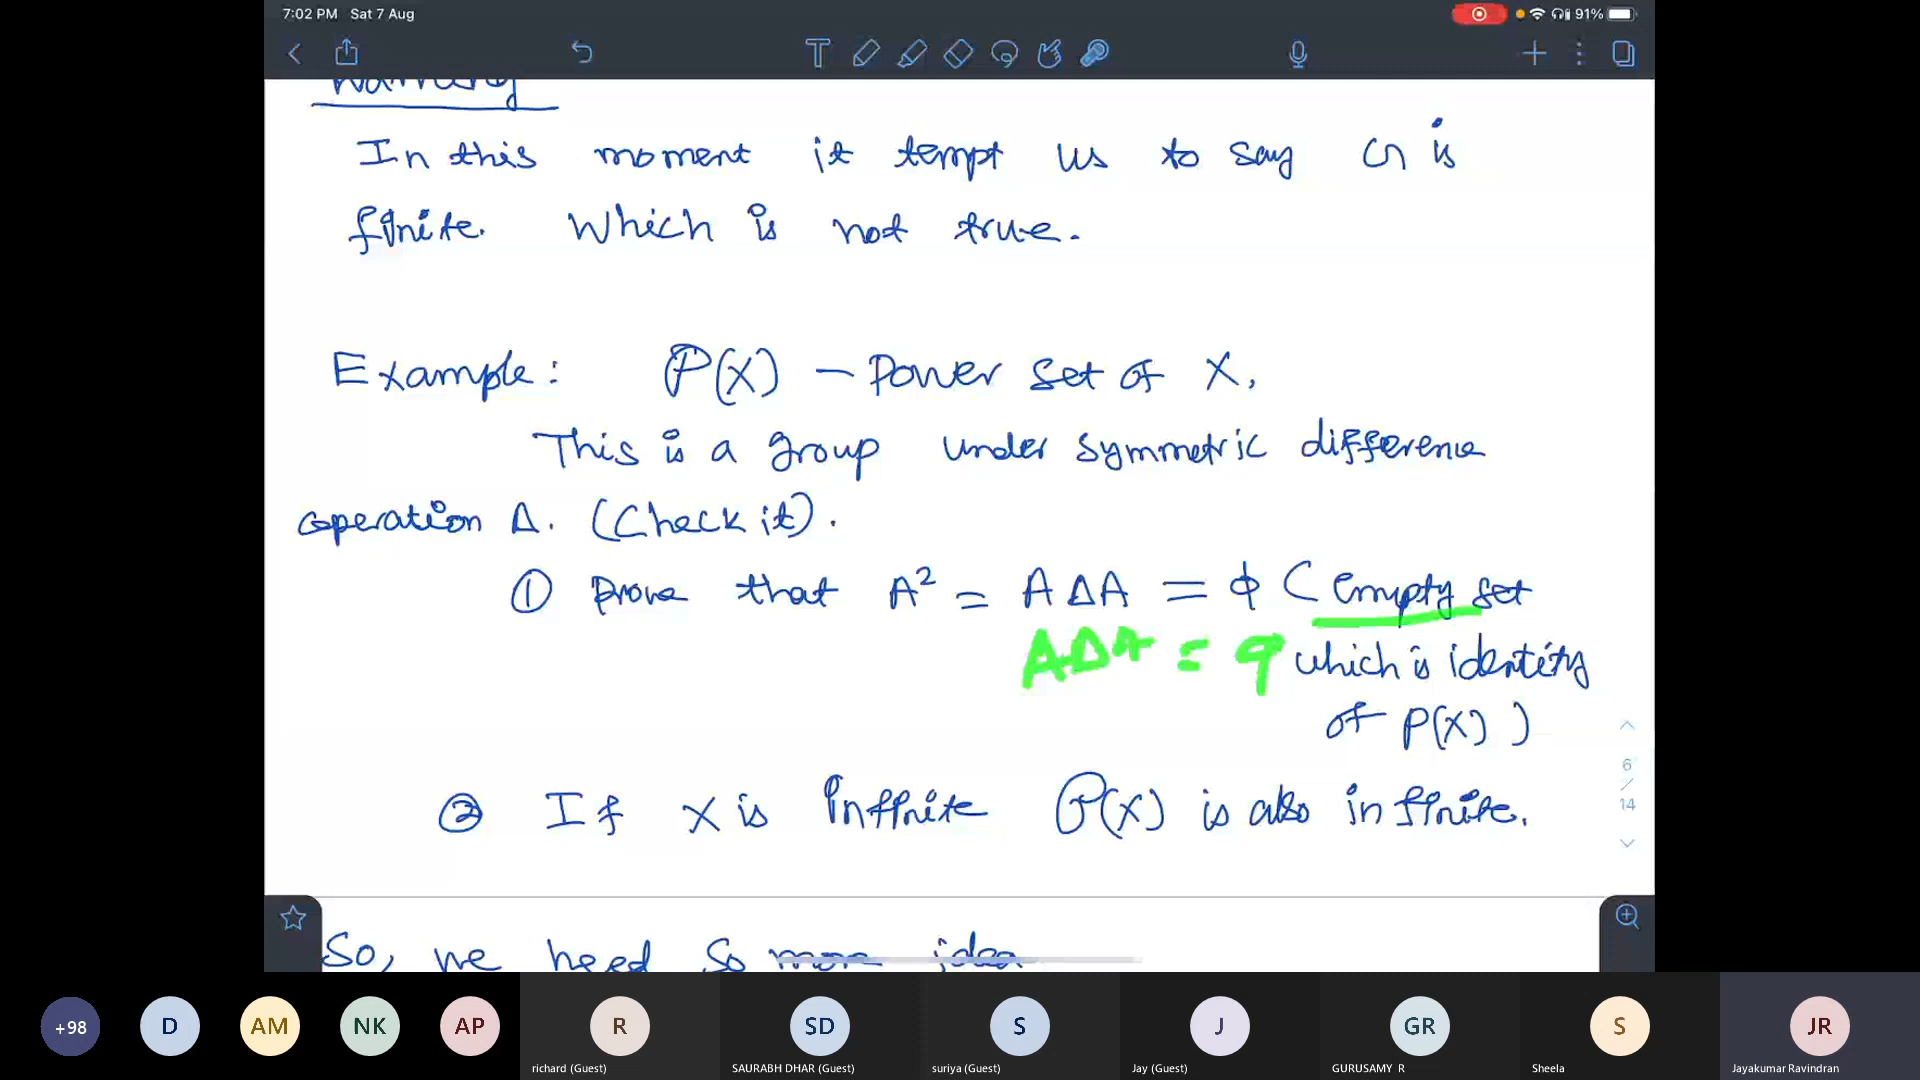 7:02 PM Sat 7 Aug
91%
Warning
In this moment it tempt us to say G is
finite. Which is not true.
Example: P(X) - Power set of X.
This is a group under symmetric difference
operation Δ. (Check it).
① Prove that A² = A Δ A = ϕ ( empty set
A Δ A = φ which is identity
of P(X) )
② If X is infinite P(X) is also infinite.
6
/
14
So, we need so more idea
+98 D AM NK AP R SD S J GR S JR
richard (Guest) SAURABH DHAR (Guest) suriya (Guest) Jay (Guest) GURUSAMY R Sheela Jayakumar Ravindran